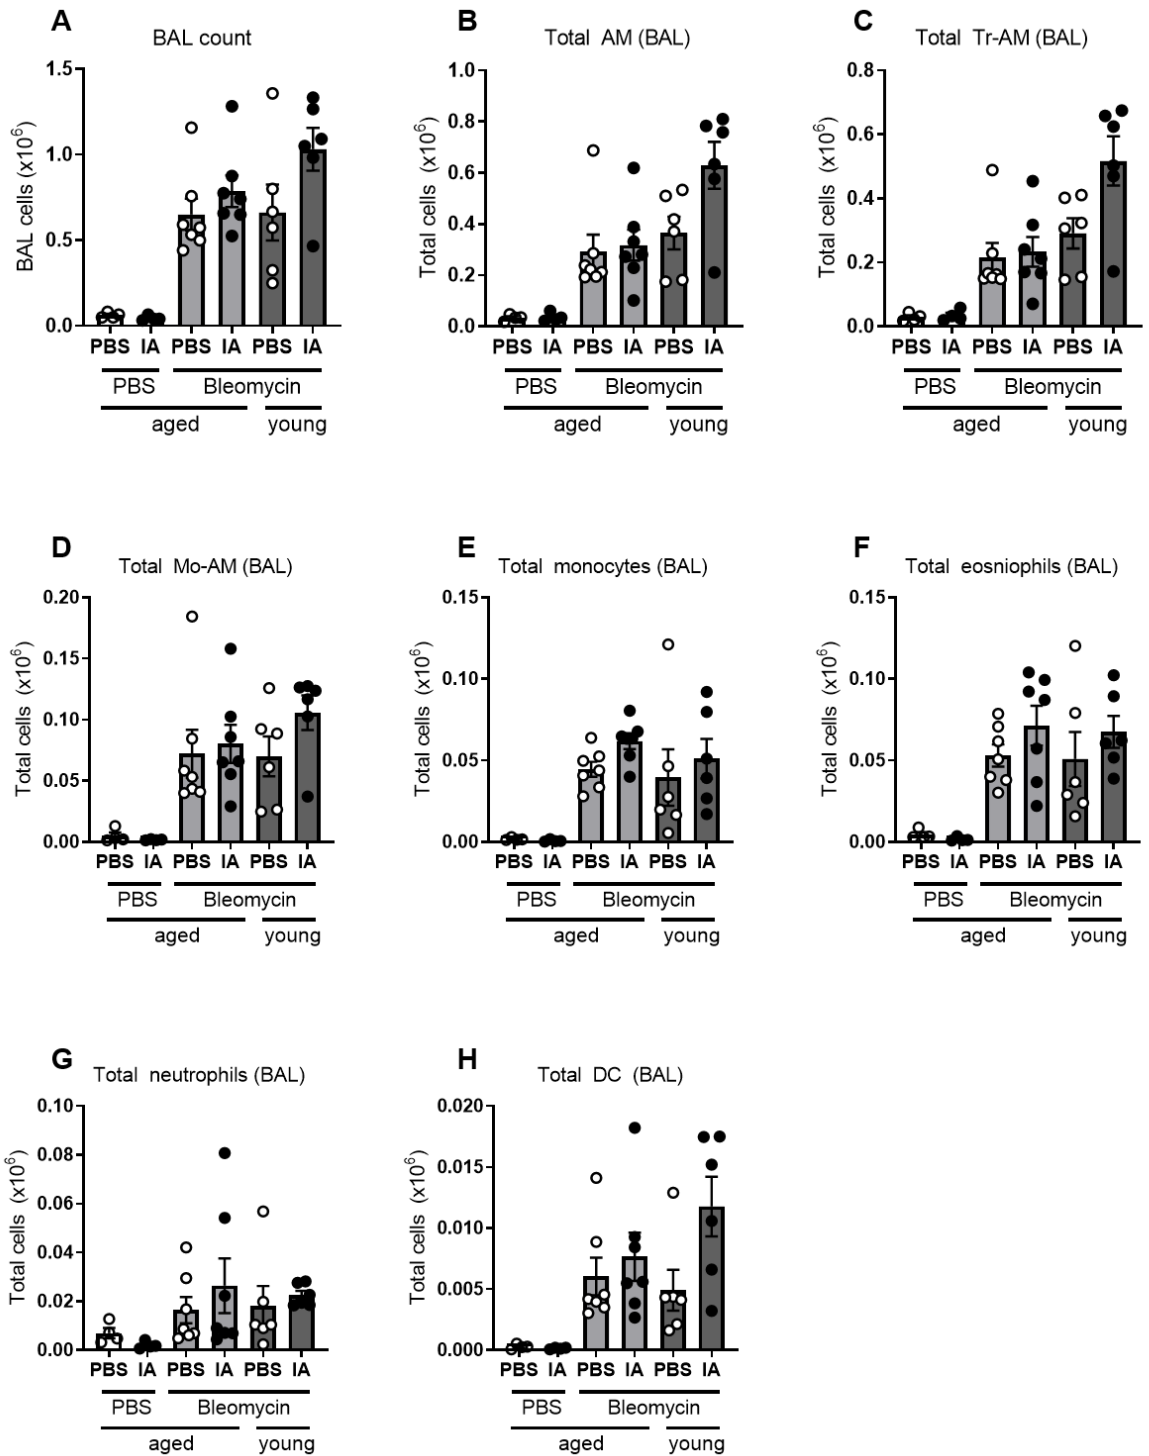 A
BAL count
BAL cells (x10⁶)
1.5
1.0
0.5
0.0
PBS IA PBS IA PBS IA
PBS Bleomycin
aged young
B
Total AM (BAL)
Total cells (x10⁶)
1.0
0.8
0.6
0.4
0.2
0.0
PBS IA PBS IA PBS IA
PBS Bleomycin
aged young
C
Total Tr-AM (BAL)
Total cells (x10⁶)
0.8
0.6
0.4
0.2
0.0
PBS IA PBS IA PBS IA
PBS Bleomycin
aged young
D
Total Mo-AM (BAL)
Total cells (x10⁶)
0.20
0.15
0.10
0.05
0.00
PBS IA PBS IA PBS IA
PBS Bleomycin
aged young
E
Total monocytes (BAL)
Total cells (x10⁶)
0.15
0.10
0.05
0.00
PBS IA PBS IA PBS IA
PBS Bleomycin
aged young
F
Total eosniophils (BAL)
Total cells (x10⁶)
0.15
0.10
0.05
0.00
PBS IA PBS IA PBS IA
PBS Bleomycin
aged young
G
Total neutrophils (BAL)
Total cells (x10⁶)
0.10
0.08
0.06
0.04
0.02
0.00
PBS IA PBS IA PBS IA
PBS Bleomycin
aged young
H
Total DC (BAL)
Total cells (x10⁶)
0.020
0.015
0.010
0.005
0.000
PBS IA PBS IA PBS IA
PBS Bleomycin
aged young